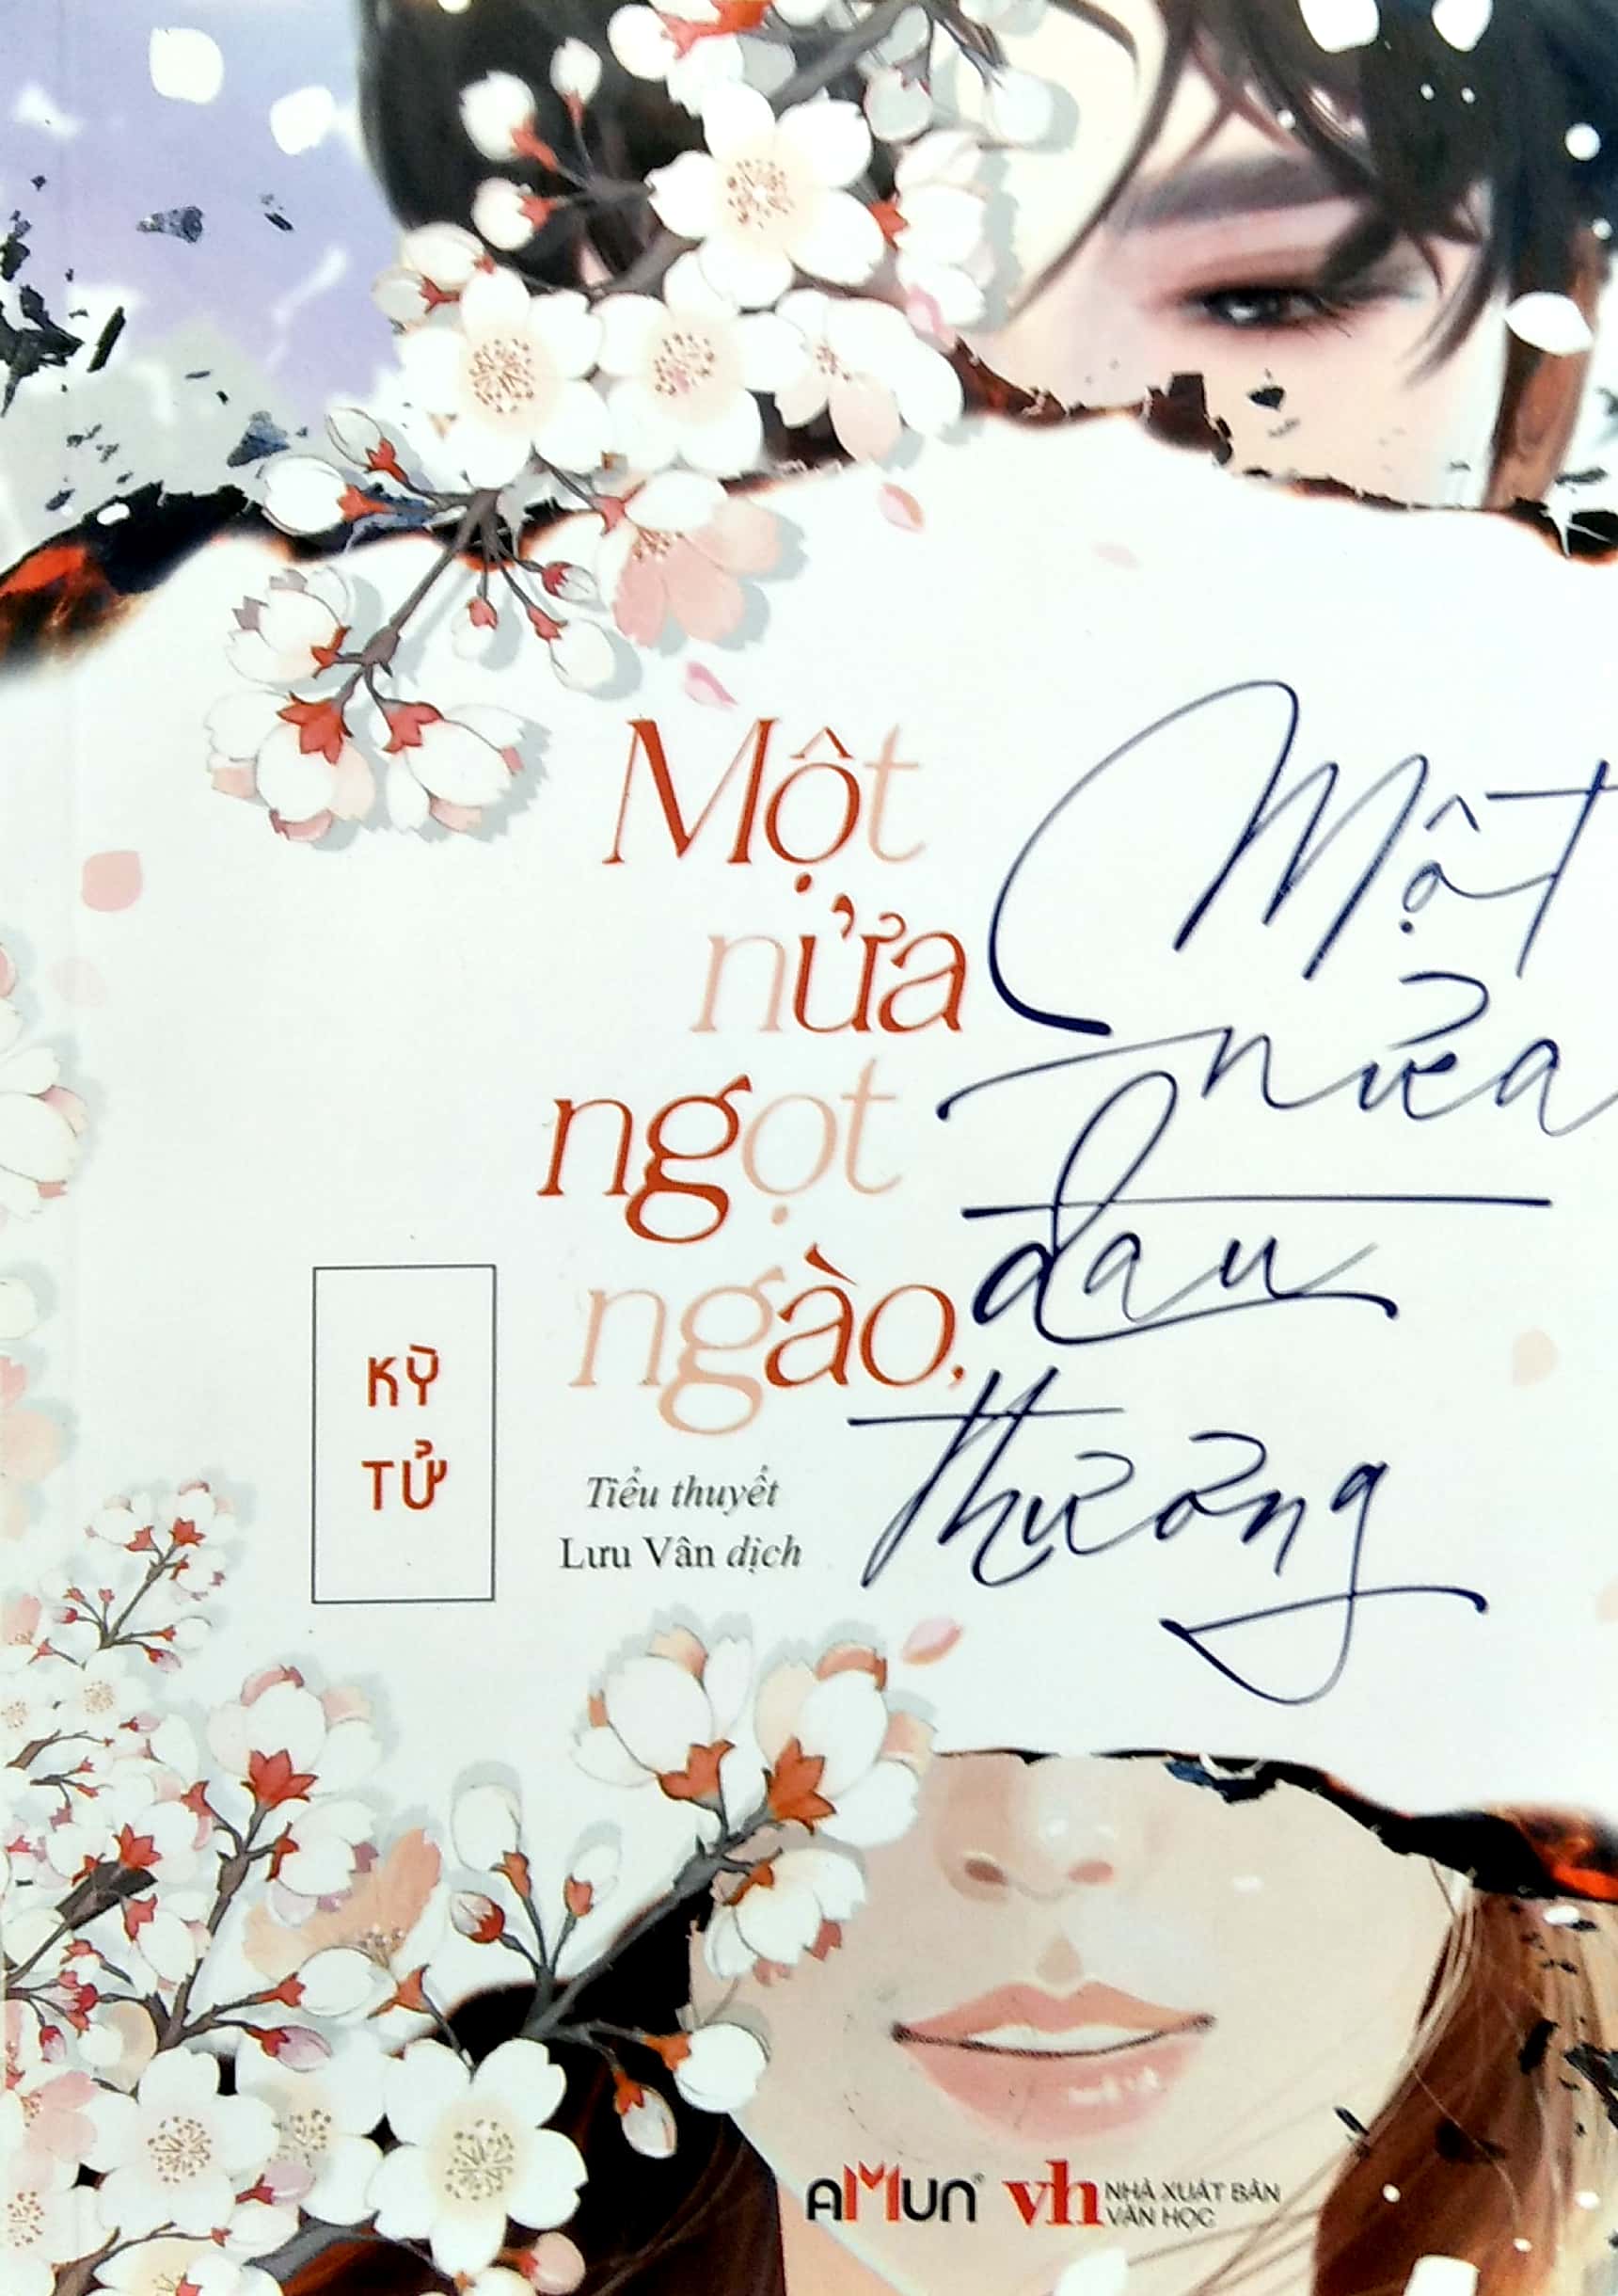 Một
nửa
ngọt
ngào,
Một
nửa
đau
thương
KỲ
TỬ
Tiểu thuyết
Lưu Vân dịch
AMUN
vh
NHÀ XUẤT BẢN
VĂN HỌC